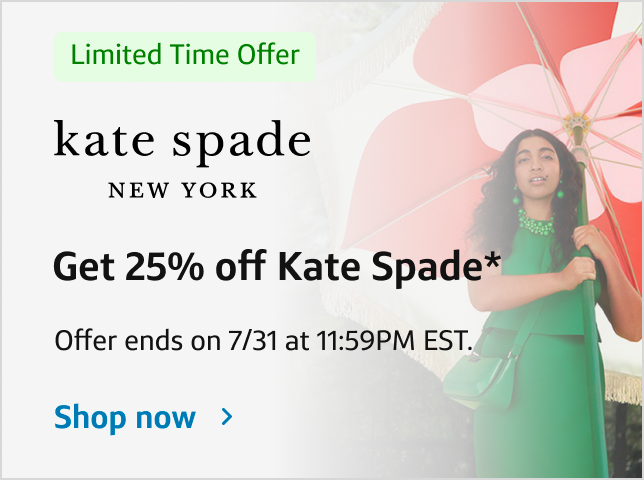 Limited Time Offer
kate spade
NEW YORK
Get 25% off Kate Spade*
Offer ends on 7/31 at 11:59PM EST.
Shop now >